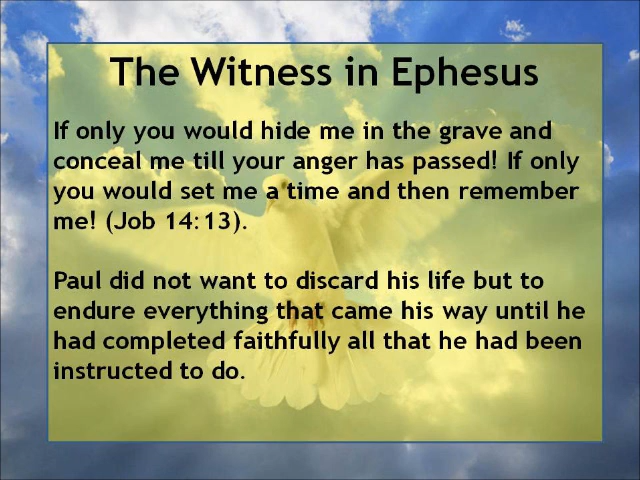 The Witness in Ephesus
If only you would hide me in the grave and
conceal me till your anger has passed! If only
you would set me a time and then remember
me! (Job 14:13).
Paul did not want to discard his life but to
endure everything that came his way until he
had completed faithfully all that he had been
instructed to do.